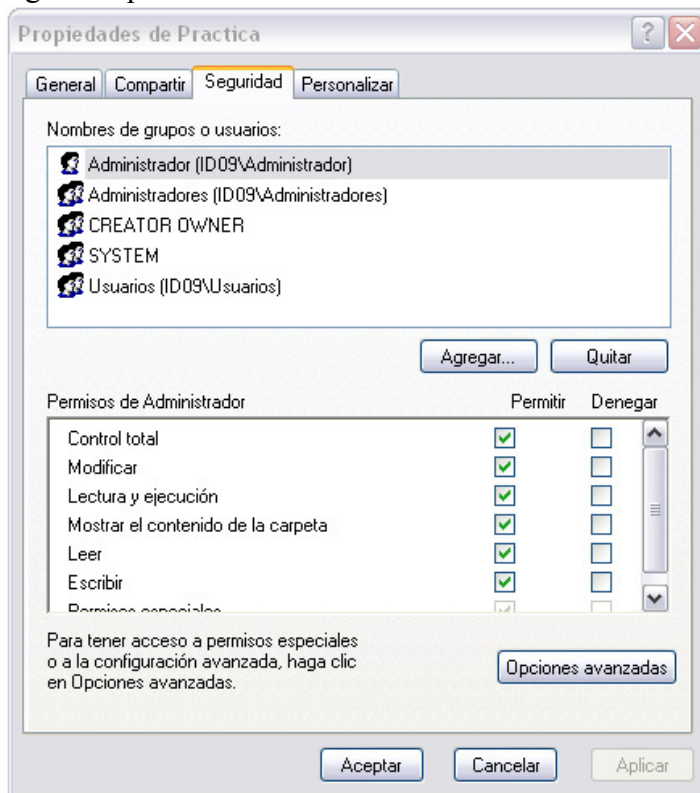 Propiedades de Practica
General Compartir Seguridad Personalizar
Nombres de grupos o usuarios:
Administrador (ID09\Administrador)
Administradores (ID09\Administradores)
CREATOR OWNER
SYSTEM
Usuarios (ID09\Usuarios)
Agregar... Quitar
Permisos de Administrador Permitir Denegar
Control total
Modificar
Lectura y ejecución
Mostrar el contenido de la carpeta
Leer
Escribir
Permisos especiales
Para tener acceso a permisos especiales
o a la configuración avanzada, haga clic
en Opciones avanzadas.
Opciones avanzadas
Aceptar Cancelar Aplicar